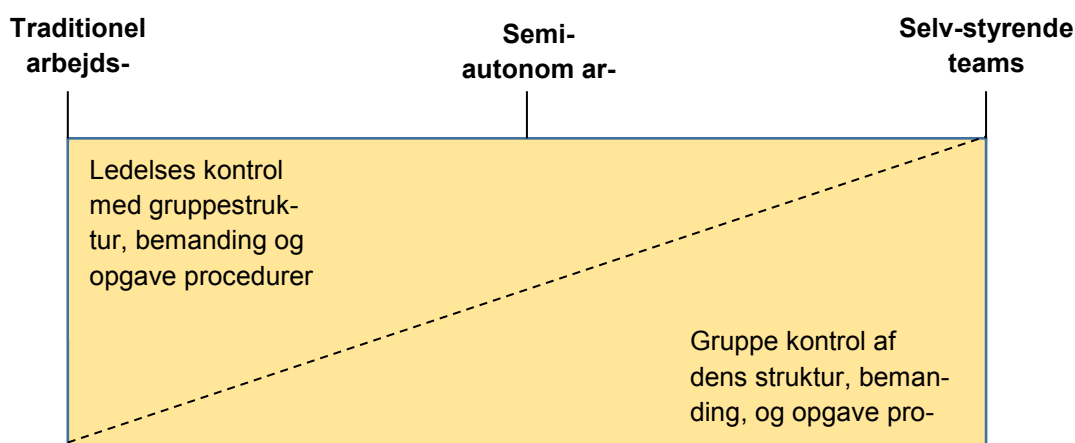 Traditionel
arbejds-
Semi-
autonom ar-
Selv-styrende
teams
Ledelses kontrol
med gruppestruk-
tur, bemanding og
opgave procedurer
Gruppe kontrol af
dens struktur, beman-
ding, og opgave pro-